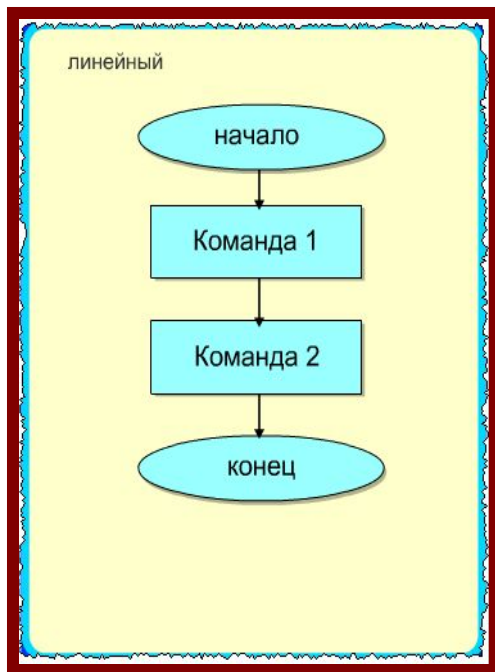 линейный
начало
Команда 1
Команда 2
конец